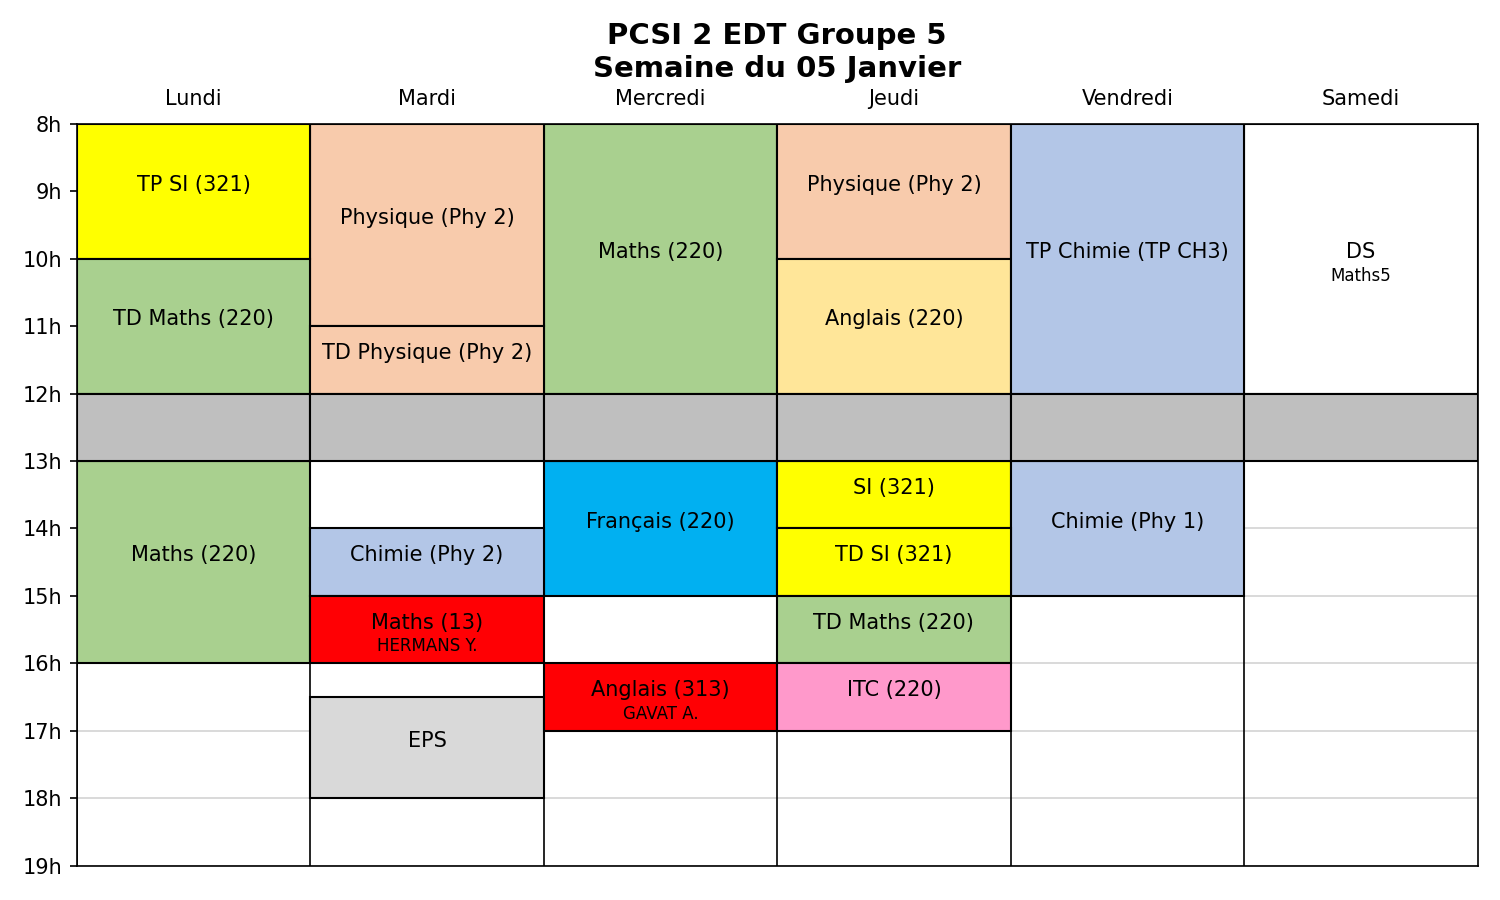 PCSI 2 EDT Groupe 5
Semaine du 05 Janvier
Lundi
Mardi
Mercredi
Jeudi
Vendredi
Samedi
8h
9h
10h
11h
12h
13h
14h
15h
16h
17h
18h
19h
TP SI (321)
TD Maths (220)
Maths (220)
Physique (Phy 2)
TD Physique (Phy 2)
Chimie (Phy 2)
Maths (13)
HERMANS Y.
EPS
Maths (220)
Français (220)
Anglais (313)
GAVAT A.
Physique (Phy 2)
Anglais (220)
SI (321)
TD SI (321)
TD Maths (220)
ITC (220)
TP Chimie (TP CH3)
Chimie (Phy 1)
DS
Maths5